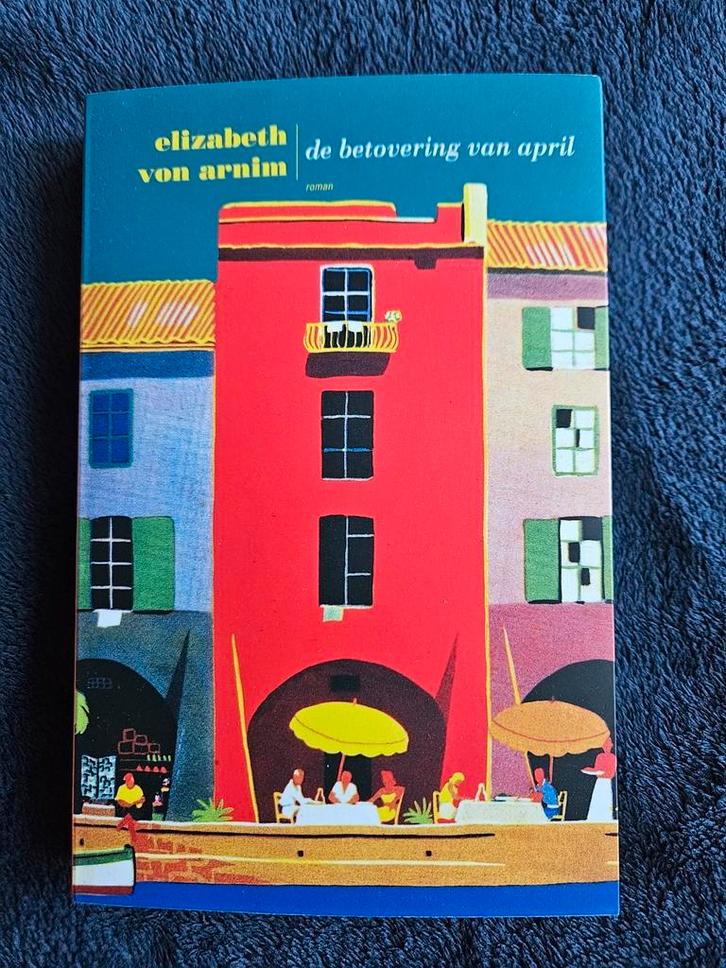 elizabeth
von arnim
de betovering van april
roman